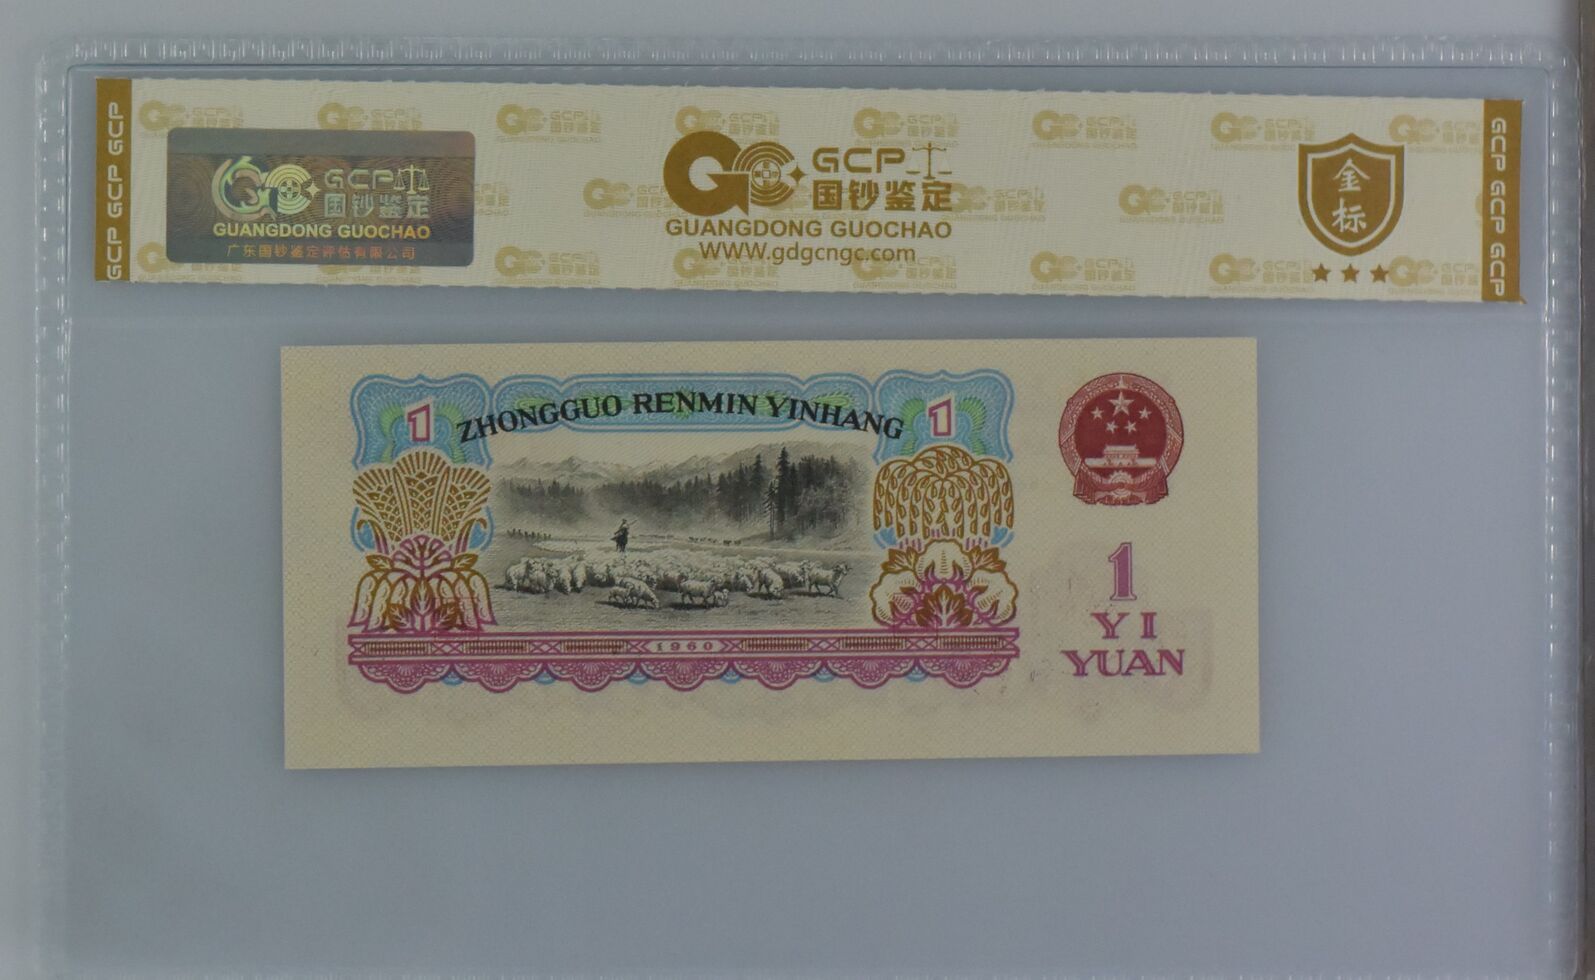 GCP GCP GCP
GCP
国钞鉴定
GUANGDONG GUOCHAO
广东国钞鉴定评估有限公司
GCP
国钞鉴定
GUANGDONG GUOCHAO
WWW.gdgcngc.com
金
标
GCP GCP GCP
1 ZHONGGUO RENMIN YINHANG 1
1960
1
YI
YUAN